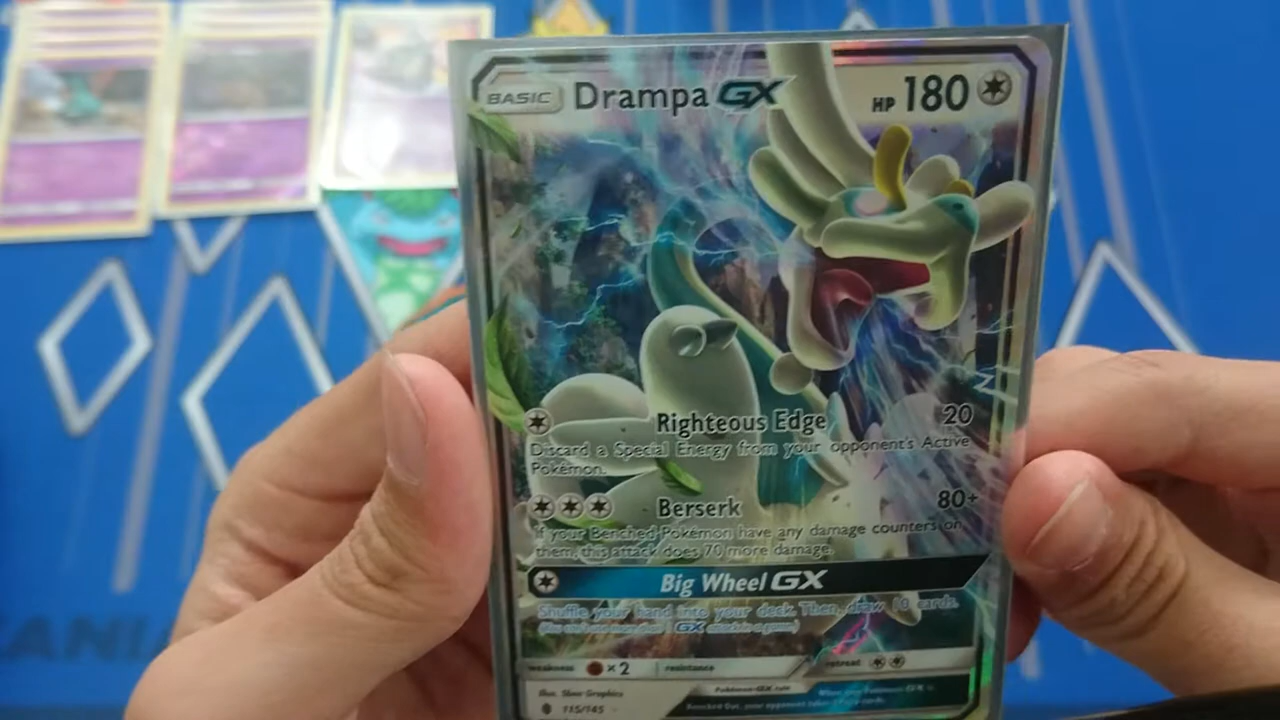 BASIC Drampa GX HP 180
Righteous Edge 20
Discard a Special Energy from your opponent's Active
Pokémon.
Berserk 80+
If your Benched Pokémon have any damage counters on
them, this attack does 70 more damage.
Big Wheel GX
Shuffle your hand into your deck. Then, draw 10 cards.
(You can't use more than 1 GX attack in a game.)
weakness ×2 resistance retreat
Illus. 5ban Graphics Pokémon-GX rule When your Pokémon-GX is
115/145 Knocked Out, your opponent takes 2 Prize cards.
ANIA